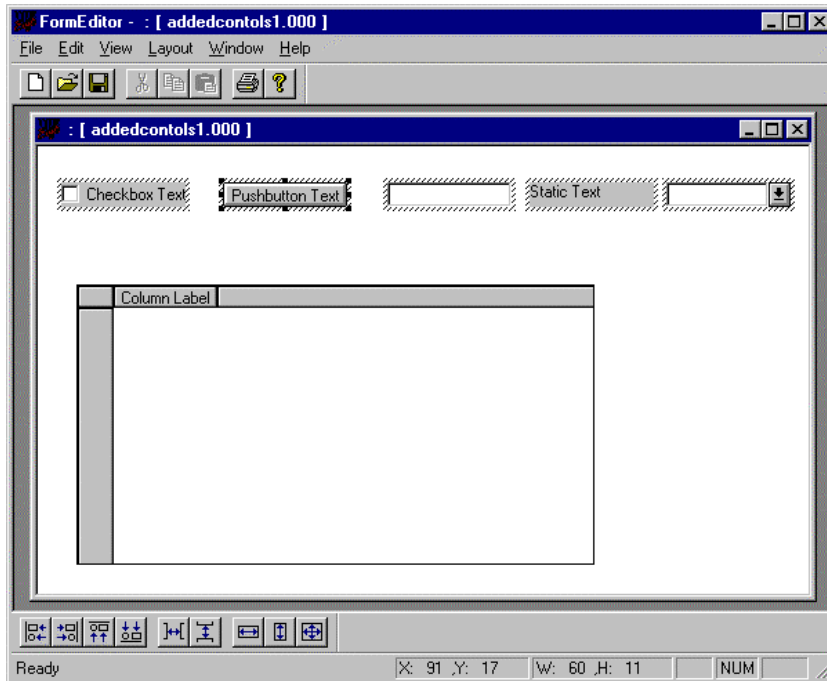 FormEditor - : [ addedcontols1.000 ]
File Edit View Layout Window Help
: [ addedcontols1.000 ]
Checkbox Text Pushbutton Text Static Text
Column Label
Ready X: 91 ,Y: 17 W: 60 ,H: 11 NUM